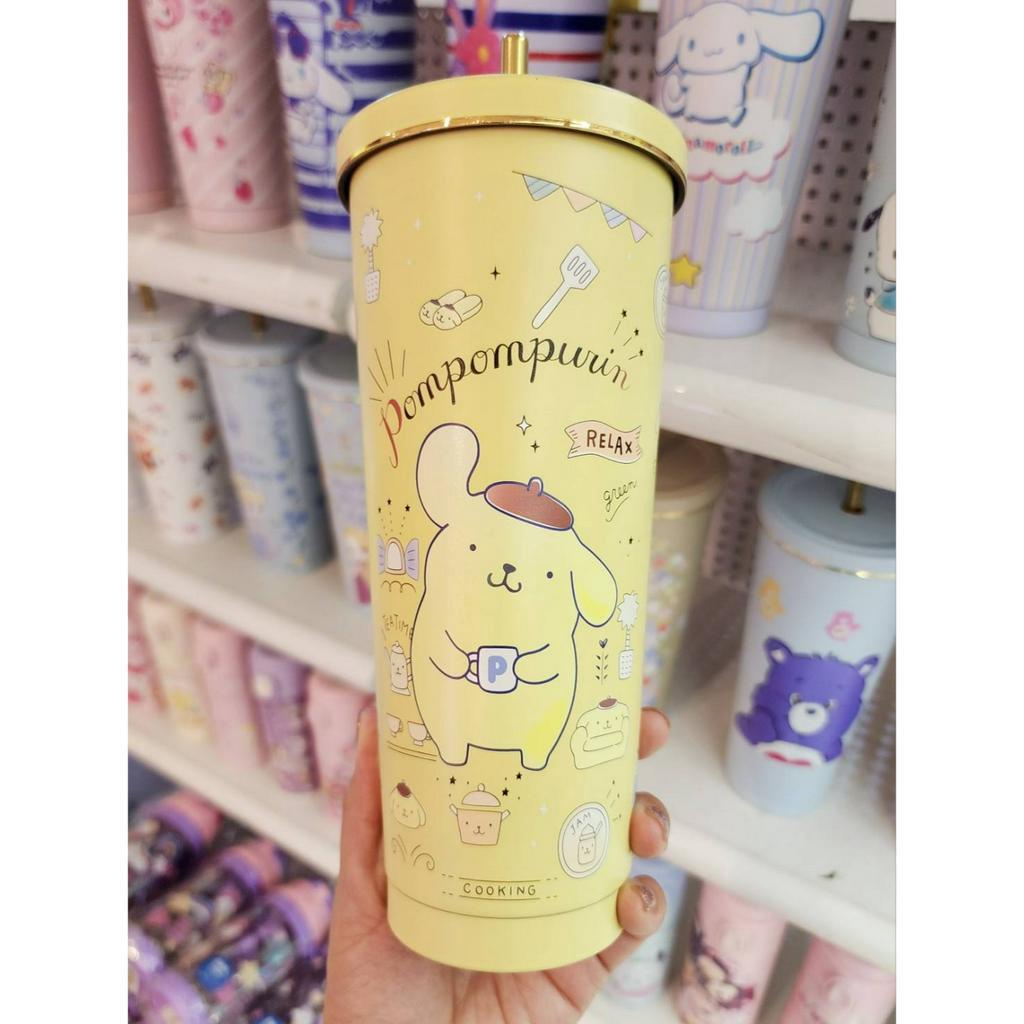 pompompurin
RELAX
green
TEATIME
P
JAM
COOKING